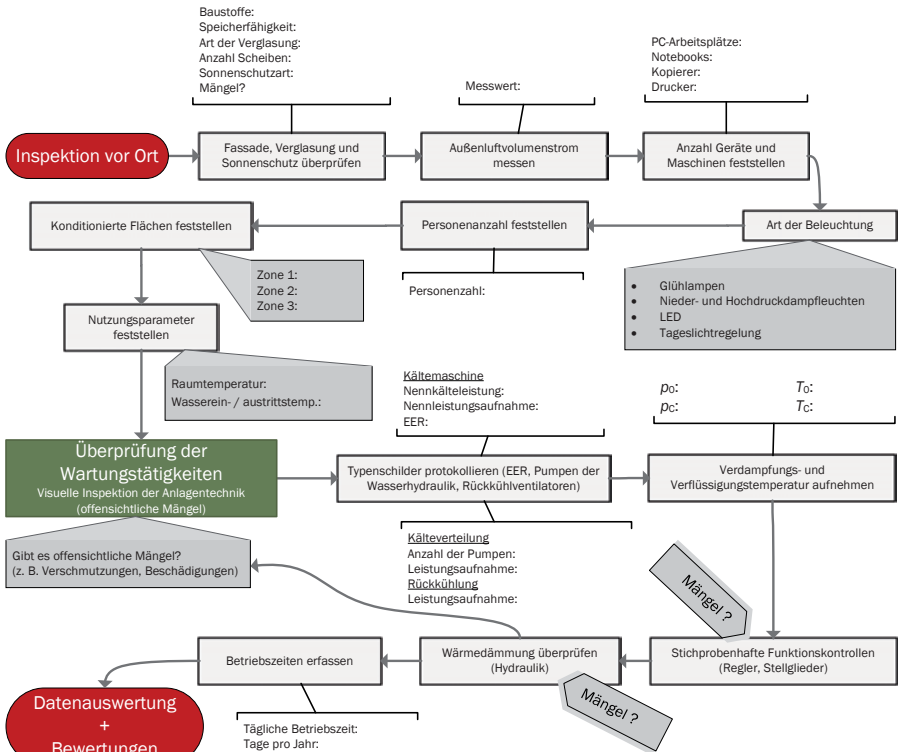 Baustoffe:
Speicherfähigkeit:
Art der Verglasung:
Anzahl Scheiben:
Sonnenschutzart:
Mängel?
Messwert:
PC-Arbeitsplätze:
Notebooks:
Kopierer:
Drucker:
Inspektion vor Ort
Fassade, Verglasung und
Sonnenschutz überprüfen
Außenluftvolumenstrom
messen
Anzahl Geräte und
Maschinen feststellen
Art der Beleuchtung
Personenanzahl feststellen
Konditionierte Flächen feststellen
• Glühlampen
• Nieder- und Hochdruckdampfleuchten
• LED
• Tageslichtregelung
Personenzahl:
Zone 1:
Zone 2:
Zone 3:
Nutzungsparameter
feststellen
Raumtemperatur:
Wasserein- / austrittstemp.:
Kältemaschine
Nennkälteleistung:
Nennleistungsaufnahme:
EER:
p0: T0:
pC: TC:
Überprüfung der
Wartungstätigkeiten
Visuelle Inspektion der Anlagentechnik
(offensichtliche Mängel)
Typenschilder protokollieren (EER, Pumpen der
Wasserhydraulik, Rückkühlventilatoren)
Verdampfungs- und
Verflüssigungstemperatur aufnehmen
Gibt es offensichtliche Mängel?
(z. B. Verschmutzungen, Beschädigungen)
Kälteverteilung
Anzahl der Pumpen:
Leistungsaufnahme:
Rückkühlung
Leistungsaufnahme:
Mängel ?
Stichprobenhafte Funktionskontrollen
(Regler, Stellglieder)
Wärmedämmung überprüfen
(Hydraulik)
Mängel ?
Betriebszeiten erfassen
Tägliche Betriebszeit:
Tage pro Jahr:
Datenauswertung
+
Bewertungen